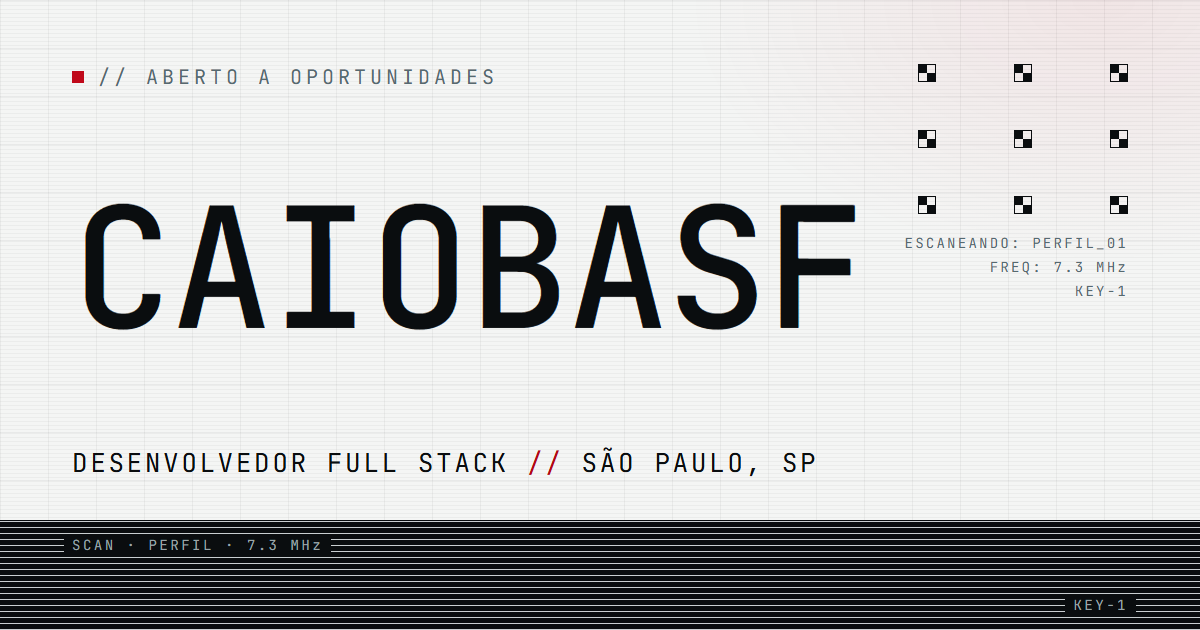 // ABERTO A OPORTUNIDADES
CAIOBASF
ESCANEANDO: PERFIL_01
FREQ: 7.3 MHz
KEY-1
DESENVOLVEDOR FULL STACK // SÃO PAULO, SP
SCAN · PERFIL · 7.3 MHz
KEY-1